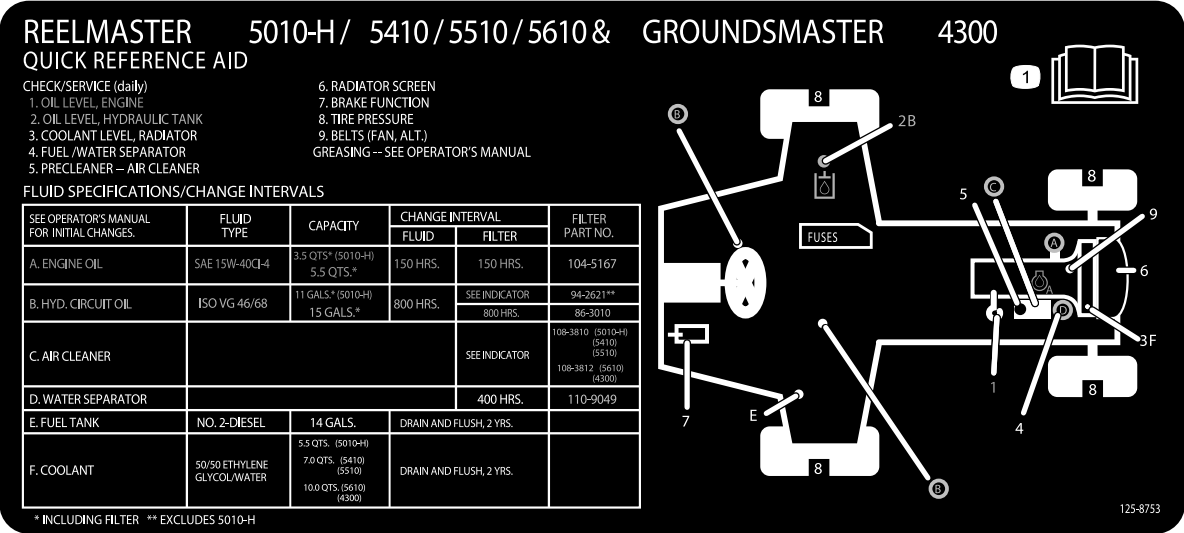 REELMASTER 5010-H / 5410 / 5510 / 5610 & GROUNDSMASTER 4300
QUICK REFERENCE AID
CHECK/SERVICE (daily)
1. OIL LEVEL, ENGINE
2. OIL LEVEL, HYDRAULIC TANK
3. COOLANT LEVEL, RADIATOR
4. FUEL /WATER SEPARATOR
5. PRECLEANER – AIR CLEANER
6. RADIATOR SCREEN
7. BRAKE FUNCTION
8. TIRE PRESSURE
9. BELTS (FAN, ALT.)
GREASING -- SEE OPERATOR'S MANUAL
FLUID SPECIFICATIONS/CHANGE INTERVALS
SEE OPERATOR'S MANUAL
FOR INITIAL CHANGES.
FLUID
TYPE
CAPACITY
CHANGE INTERVAL
FLUID
FILTER
FILTER
PART NO.
A. ENGINE OIL
SAE 15W-40CI-4
3.5 QTS* (5010-H)
5.5 QTS.*
150 HRS.
150 HRS.
104-5167
B. HYD. CIRCUIT OIL
ISO VG 46/68
11 GALS.* (5010-H)
15 GALS.*
800 HRS.
SEE INDICATOR
94-2621**
800 HRS.
86-3010
C. AIR CLEANER
SEE INDICATOR
108-3810 (5010-H)
(5410)
(5510)
108-3812 (5610)
(4300)
D. WATER SEPARATOR
400 HRS.
110-9049
E. FUEL TANK
NO. 2-DIESEL
14 GALS.
DRAIN AND FLUSH, 2 YRS.
F. COOLANT
50/50 ETHYLENE
GLYCOL/WATER
5.5 QTS. (5010-H)
7.0 QTS. (5410)
(5510)
10.0 QTS. (5610)
(4300)
DRAIN AND FLUSH, 2 YRS.
* INCLUDING FILTER ** EXCLUDES 5010-H
1
8
B
2B
8
5
C
9
FUSES
A
6
A
D
3F
1
8
7
E
4
8
B
125-8753